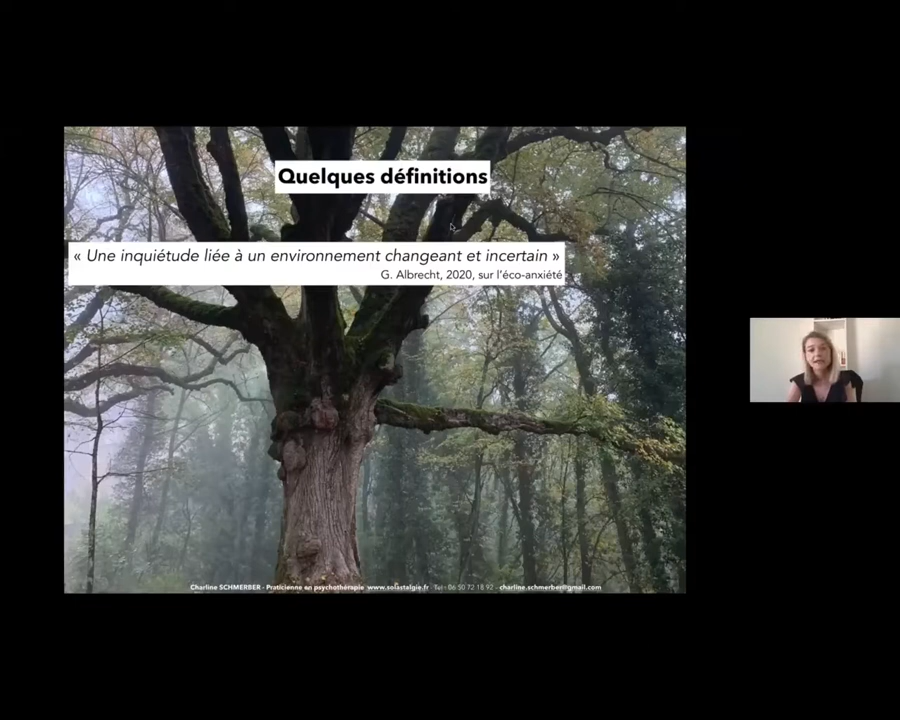 Quelques définitions
« Une inquiétude liée à un environnement changeant et incertain »
G. Albrecht, 2020, sur l'éco-anxiété
Charline SCHMERBER - Praticienne en psychothérapie www.solastalgie.fr Tel : 06 50 72 18 92 - charline.schmerber@gmail.com